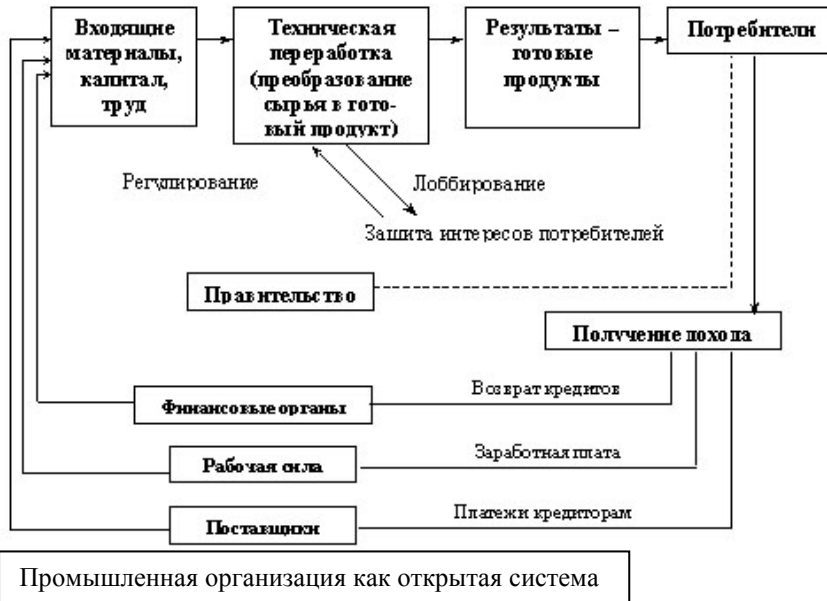 Входящие
материалы,
капитал,
труд
Техническая
переработка
(преобразование
сырья в гото-
вый продукт)
Результаты –
готовые
продукты
Потребители
Регулирование
Лоббирование
Защита интересов потребителей
Правительство
Получение дохода
Финансовые органы
Возврат кредитов
Рабочая сила
Заработная плата
Поставщики
Платежи кредиторам
Промышленная организация как открытая система